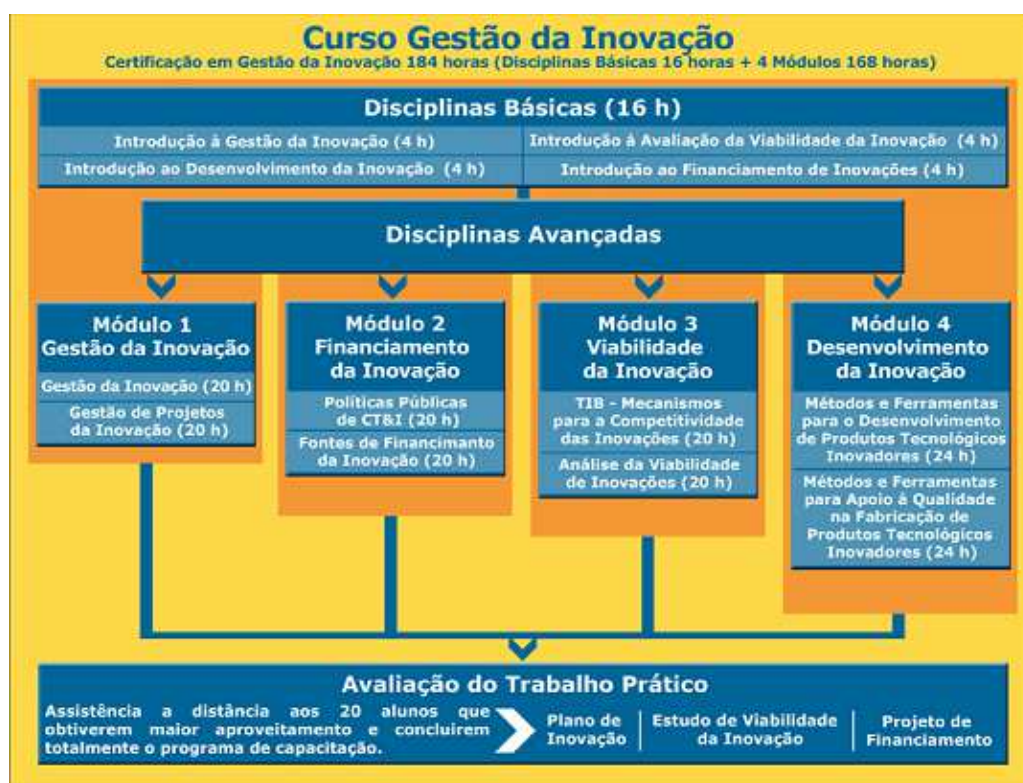 Curso Gestão da Inovação
Certificação em Gestão da Inovação 184 horas (Disciplinas Básicas 16 horas + 4 Módulos 168 horas)
Disciplinas Básicas (16 h)
Introdução à Gestão da Inovação (4 h)
Introdução à Avaliação da Viabilidade da Inovação (4 h)
Introdução ao Desenvolvimento da Inovação (4 h)
Introdução ao Financiamento de Inovações (4 h)
Disciplinas Avançadas
Módulo 1
Gestão da Inovação
Gestão da Inovação (20 h)
Gestão de Projetos
da Inovação (20 h)
Módulo 2
Financiamento
da Inovação
Políticas Públicas
de CT&I (20 h)
Fontes de Financimanto
da Inovação (20 h)
Módulo 3
Viabilidade
da Inovação
TIB - Mecanismos
para a Competitividade
das Inovações (20 h)
Análise da Viabilidade
de Inovações (20 h)
Módulo 4
Desenvolvimento
da Inovação
Métodos e Ferramentas
para o Desenvolvimento
de Produtos Tecnológicos
Inovadores (24 h)
Métodos e Ferramentas
para Apoio à Qualidade
na Fabricação de
Produtos Tecnológicos
Inovadores (24 h)
Avaliação do Trabalho Prático
Assistência a distância aos 20 alunos que
obtiverem maior aproveitamento e concluirem
totalmente o programa de capacitação.
Plano de
Inovação
Estudo de Viabilidade
da Inovação
Projeto de
Financiamento